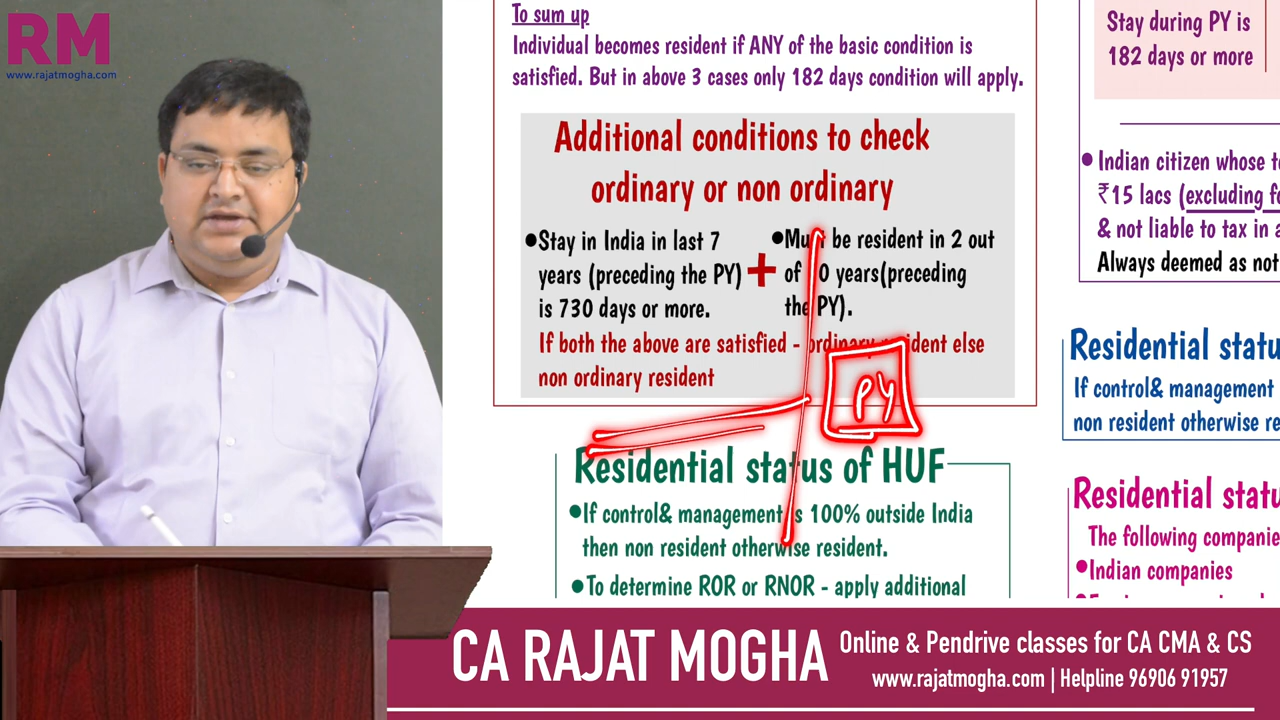 RM
www.rajatmogha.com
To sum up
Individual becomes resident if ANY of the basic condition is
satisfied. But in above 3 cases only 182 days condition will apply.
Additional conditions to check
ordinary or non ordinary
•Stay in India in last 7
years (preceding the PY)
is 730 days or more.
+
•Must be resident in 2 out
of 10 years(preceding
the PY).
If both the above are satisfied - ordinary resident else
non ordinary resident
PY
Residential status of HUF
•If control& management is 100% outside India
then non resident otherwise resident.
•To determine ROR or RNOR - apply additional
Stay during PY is
182 days or more
•Indian citizen whose
₹15 lacs (excluding
& not liable to tax in
Always deemed as not
Residential
If control& management
non resident otherwise
Residential
The following
•Indian companies
CA RAJAT MOGHA
Online & Pendrive classes for CA CMA & CS
www.rajatmogha.com | Helpline 96906 91957